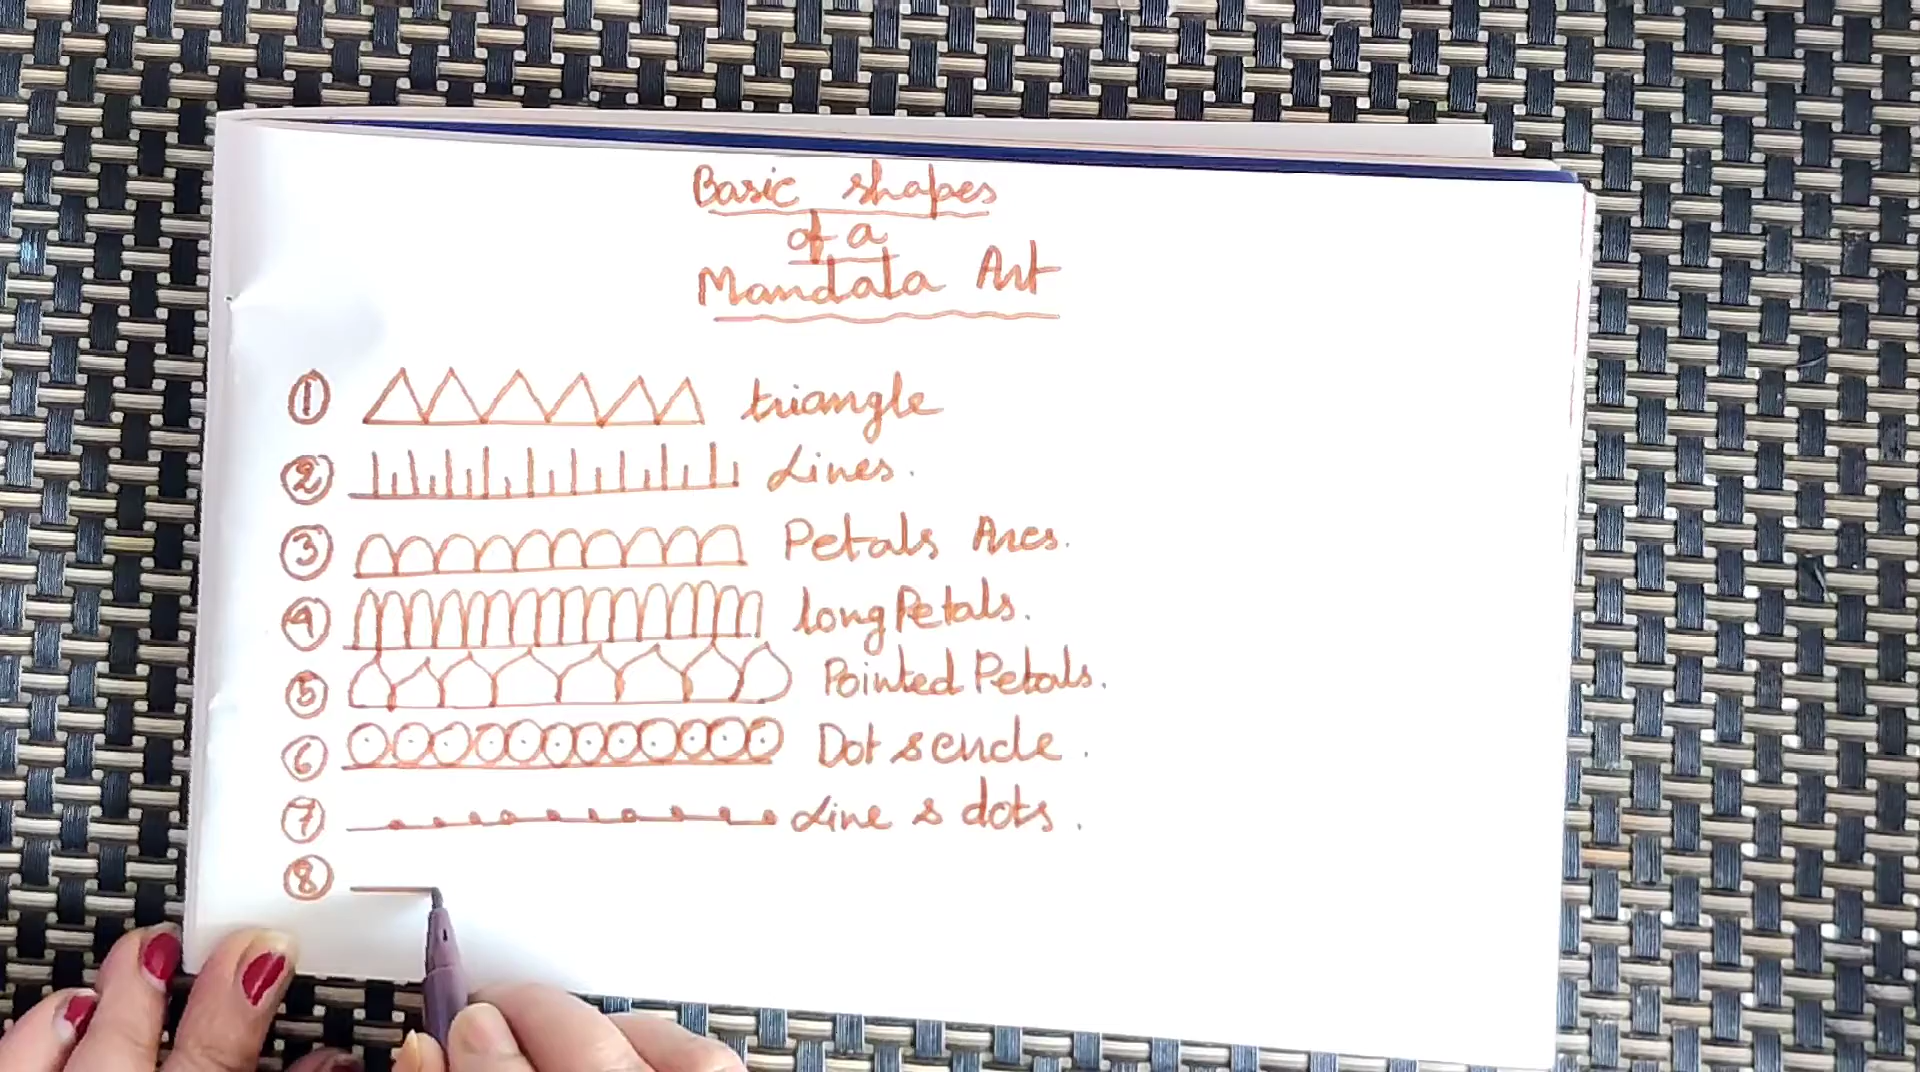 Basic shapes
of a
Mandala Art
1 triangle
2 Lines.
3 Petals Arcs.
4 long Petals.
5 Pointed Petals.
6 Dot & circle.
7 Line & dots.
8